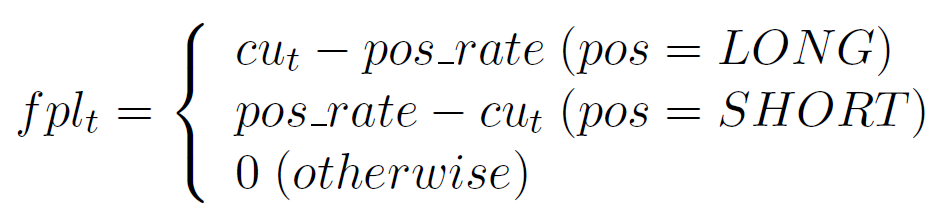 cu_t − pos_rate (pos = LONG)
fpl_t = { pos_rate − cu_t (pos = SHORT)
0 (otherwise)